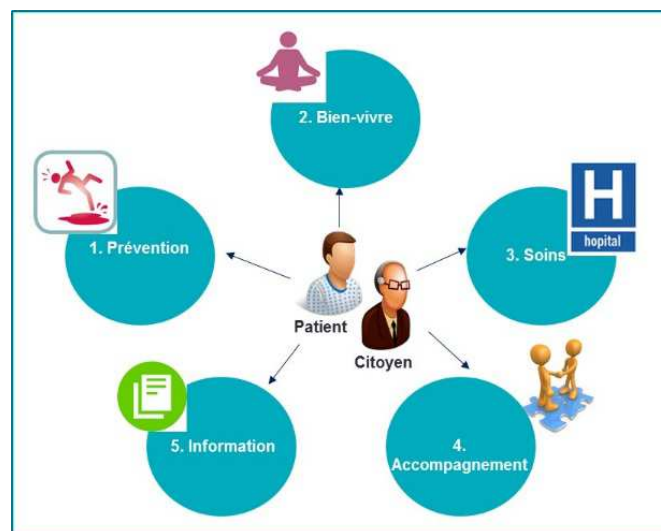 2. Bien-vivre
1. Prévention
H
hopital
3. Soins
Patient
Citoyen
5. Information
4.
Accompagnement